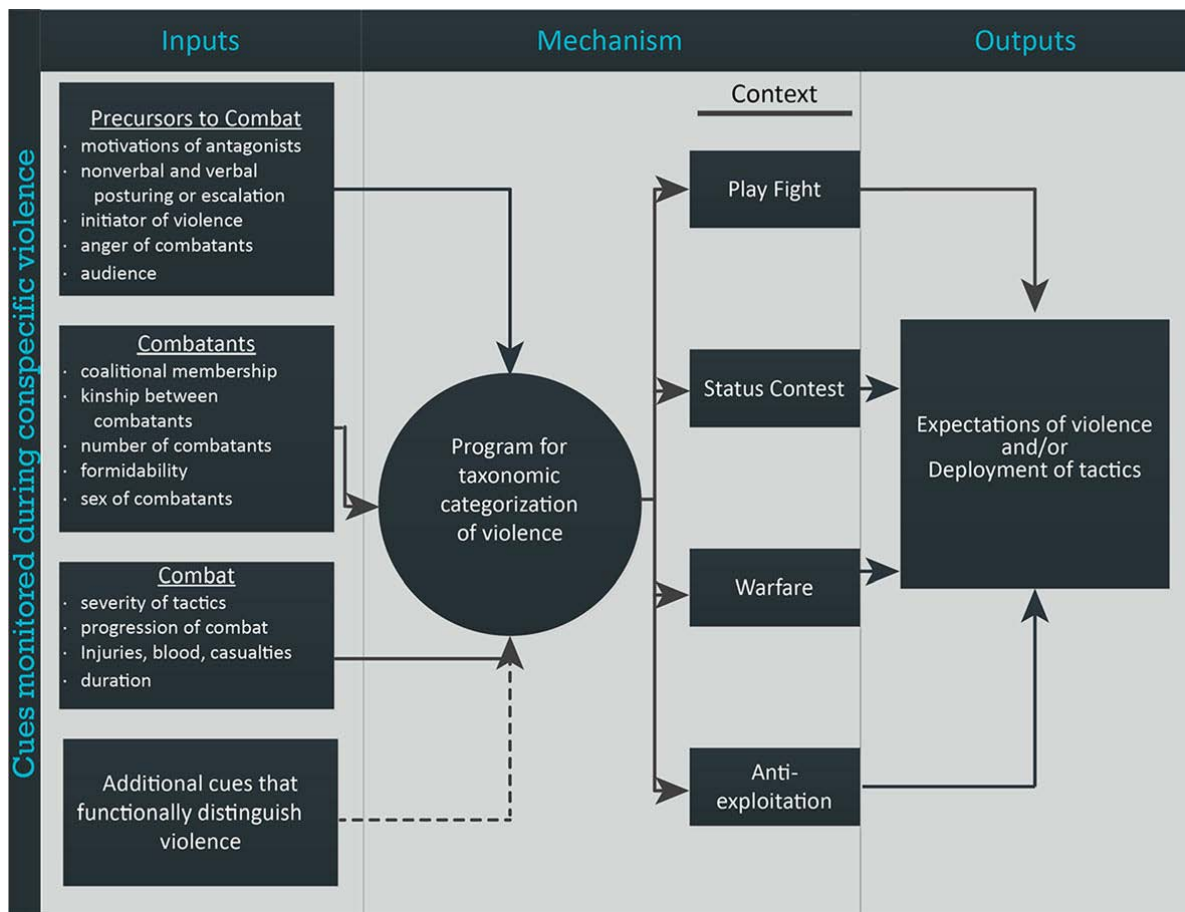 Cues monitored during conspecific violence
Inputs
Mechanism
Outputs
Precursors to Combat
· motivations of antagonists
· nonverbal and verbal
posturing or escalation
· initiator of violence
· anger of combatants
· audience
Combatants
· coalitional membership
· kinship between
combatants
· number of combatants
· formidability
· sex of combatants
Combat
· severity of tactics
· progression of combat
· Injuries, blood, casualties
· duration
Additional cues that
functionally distinguish
violence
Program for
taxonomic
categorization
of violence
Context
Play Fight
Status Contest
Warfare
Anti-
exploitation
Expectations of violence
and/or
Deployment of tactics